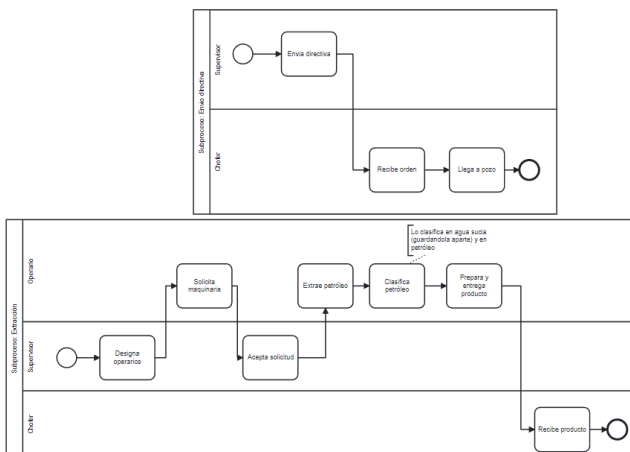 Subproceso: Envio directiva
Supervisor
Envia directiva
Chofer
Recibe orden
Llega a pozo
Subproceso: Extracción
Operario
Lo clasifica en agua sucia
(guardandola aparte) y en
petróleo
Solicita
maquinaria
Extrae petróleo
Clasifica
petróleo
Prepara y
entrega
producto
Supervisor
Designa
operarios
Acepta solicitud
Chofer
Recibe producto